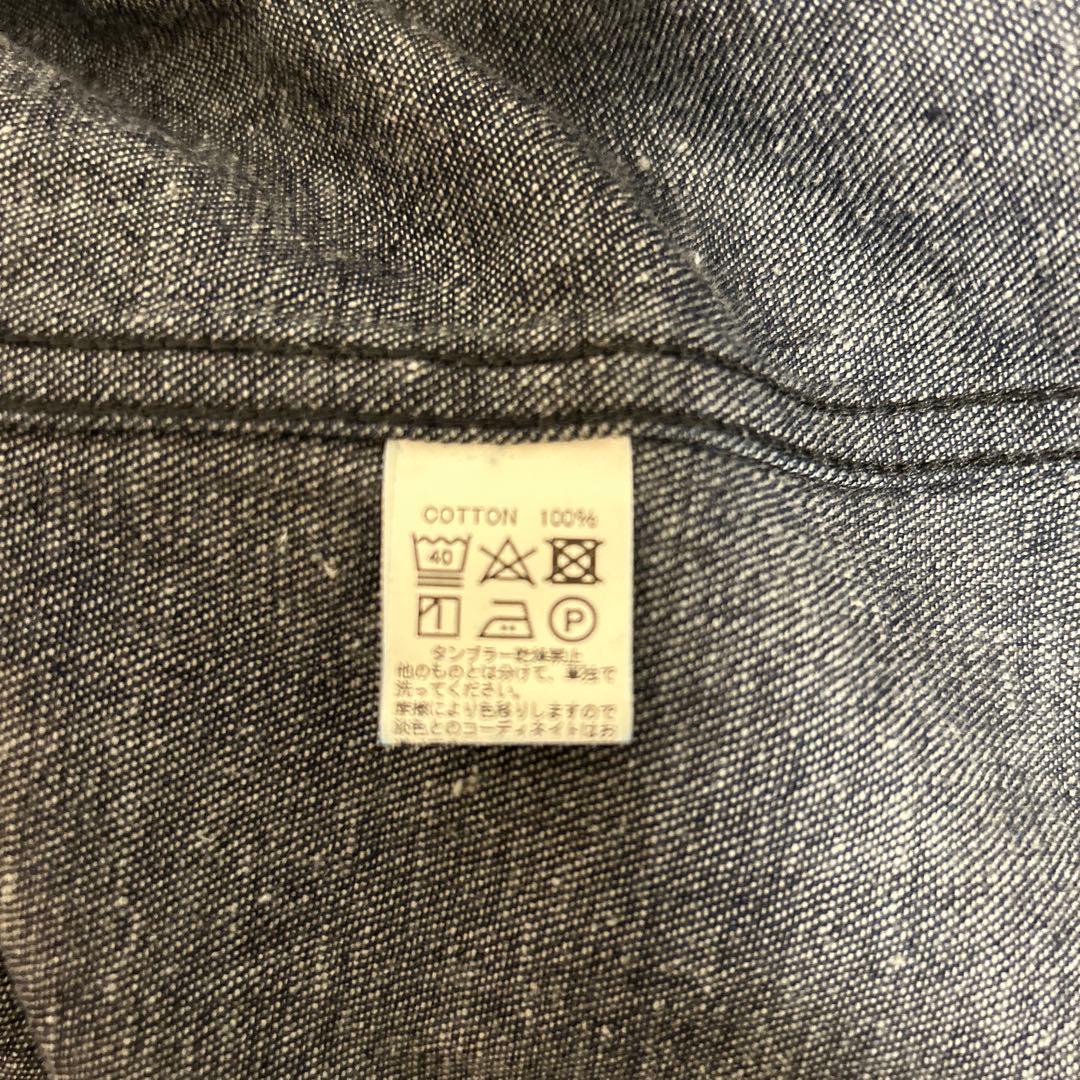 COTTON 100%
40
P
タンブラー乾燥禁止
他のものとは分けて、単独で
洗ってください。
摩擦により色移りしますので
淡色とのコーディネイトはお